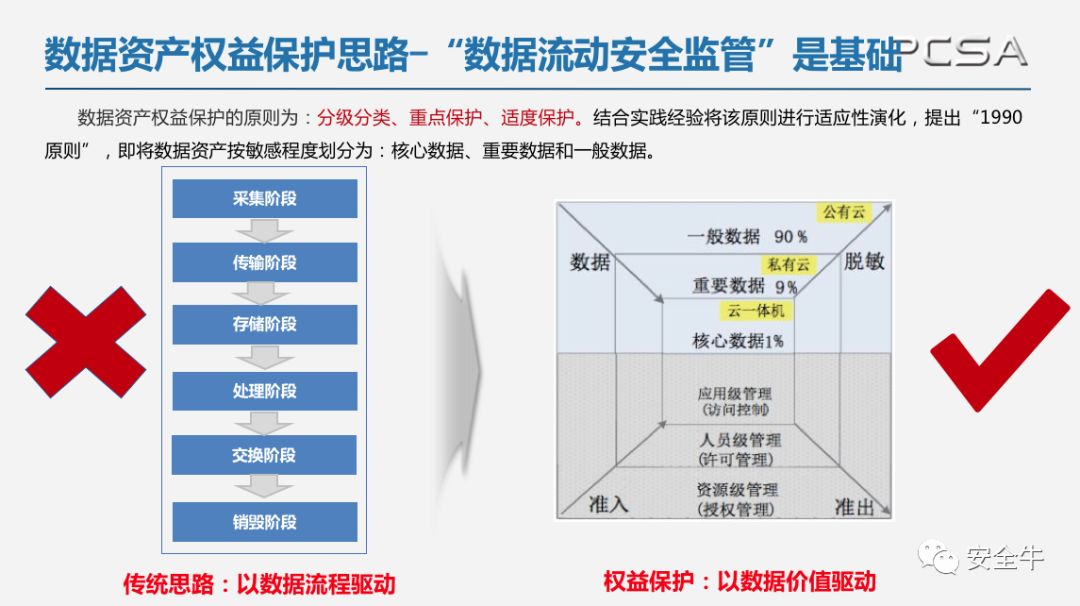 数据资产权益保护思路–“数据流动安全监管”是基础
PCSA
数据资产权益保护的原则为：分级分类、重点保护、适度保护。结合实践经验将该原则进行适应性演化，提出“1990
原则”，即将数据资产按敏感程度划分为：核心数据、重要数据和一般数据。
采集阶段
传输阶段
存储阶段
处理阶段
交换阶段
销毁阶段
传统思路：以数据流程驱动
公有云
一般数据 90%
数据
私有云
脱敏
重要数据 9%
云一体机
核心数据1%
应用级管理
(访问控制)
人员级管理
(许可管理)
资源级管理
(授权管理)
准入
准出
权益保护：以数据价值驱动
安全牛